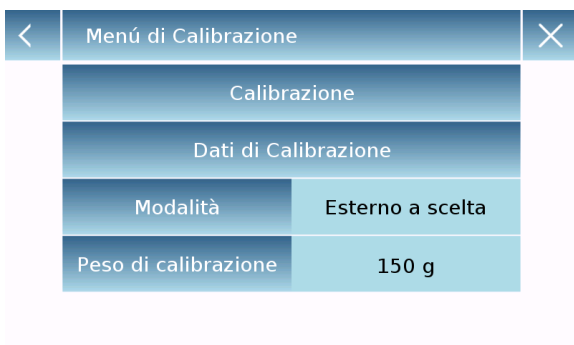 Menú di Calibrazione
Calibrazione
Dati di Calibrazione
Modalità Esterno a scelta
Peso di calibrazione 150 g